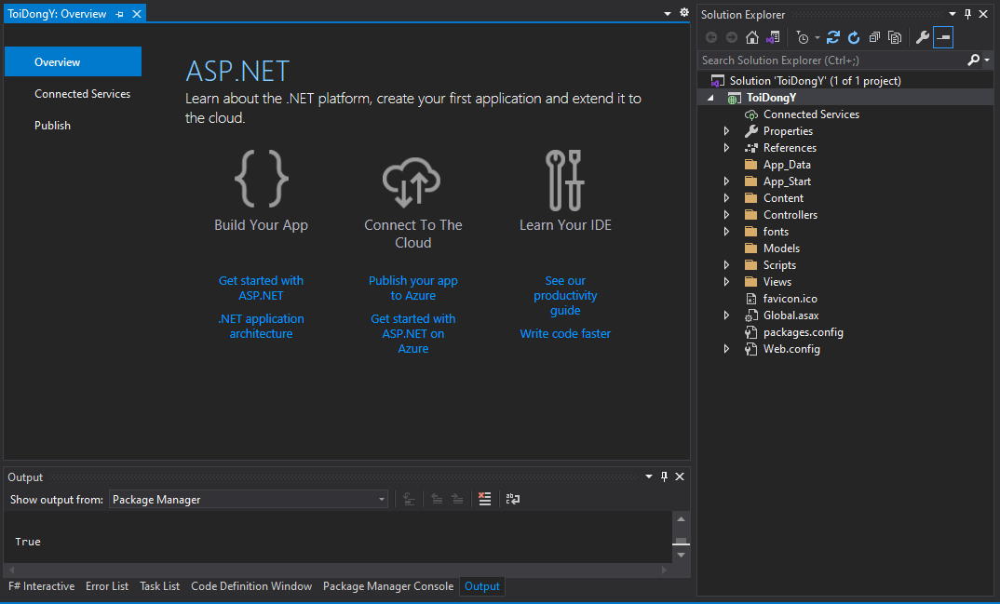 ToiDongY: Overview
Overview
Connected Services
Publish
ASP.NET
Learn about the .NET platform, create your first application and extend it to
the cloud.
Build Your App
Get started with
ASP.NET
.NET application
architecture
Connect To The
Cloud
Publish your app
to Azure
Get started with
ASP.NET on
Azure
Learn Your IDE
See our
productivity
guide
Write code faster
Output
Show output from: Package Manager
True
F# Interactive Error List Task List Code Definition Window Package Manager Console Output
Solution Explorer
Search Solution Explorer (Ctrl+;)
Solution 'ToiDongY' (1 of 1 project)
ToiDongY
Connected Services
Properties
References
App_Data
App_Start
Content
Controllers
fonts
Models
Scripts
Views
favicon.ico
Global.asax
packages.config
Web.config